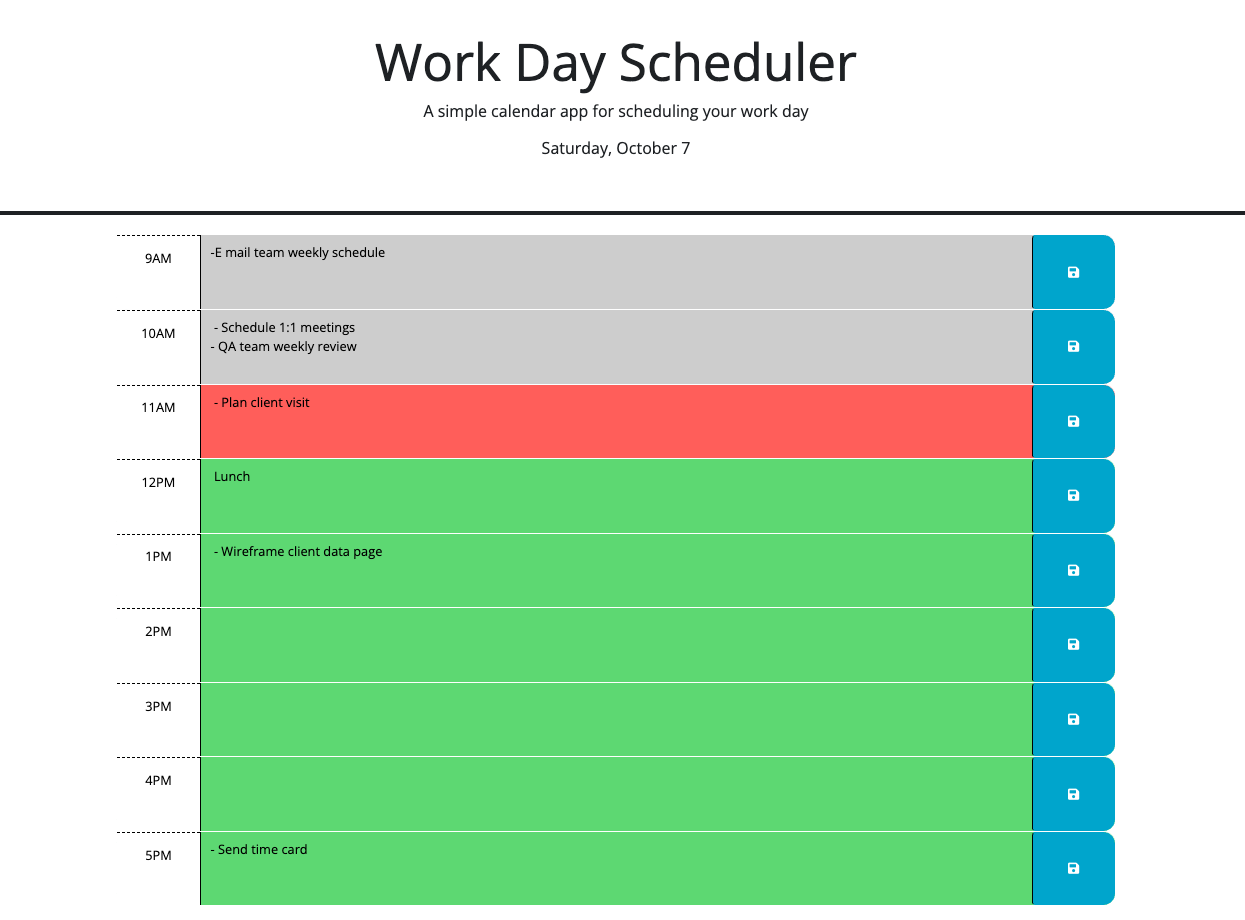 Work Day Scheduler
A simple calendar app for scheduling your work day
Saturday, October 7
9AM
-E mail team weekly schedule
10AM
- Schedule 1:1 meetings
- QA team weekly review
11AM
- Plan client visit
12PM
Lunch
1PM
- Wireframe client data page
2PM
3PM
4PM
5PM
- Send time card